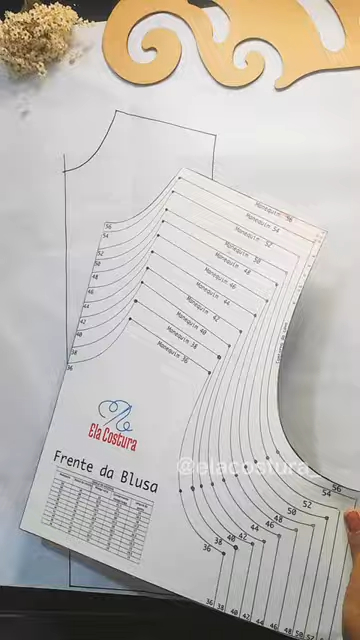 Manequim 56
Manequim 54
Manequim 52
Manequim 50
Manequim 48
Manequim 46
Manequim 44
Manequim 42
Manequim 40
Manequim 38
Manequim 36
56
54
52
50
48
46
44
42
40
38
36
Ela Costura
Frente da Blusa
@elacostura_
56
52
54
50
48
46
44
42
40
38
36
36 38 40 42 44 46 48 50 52